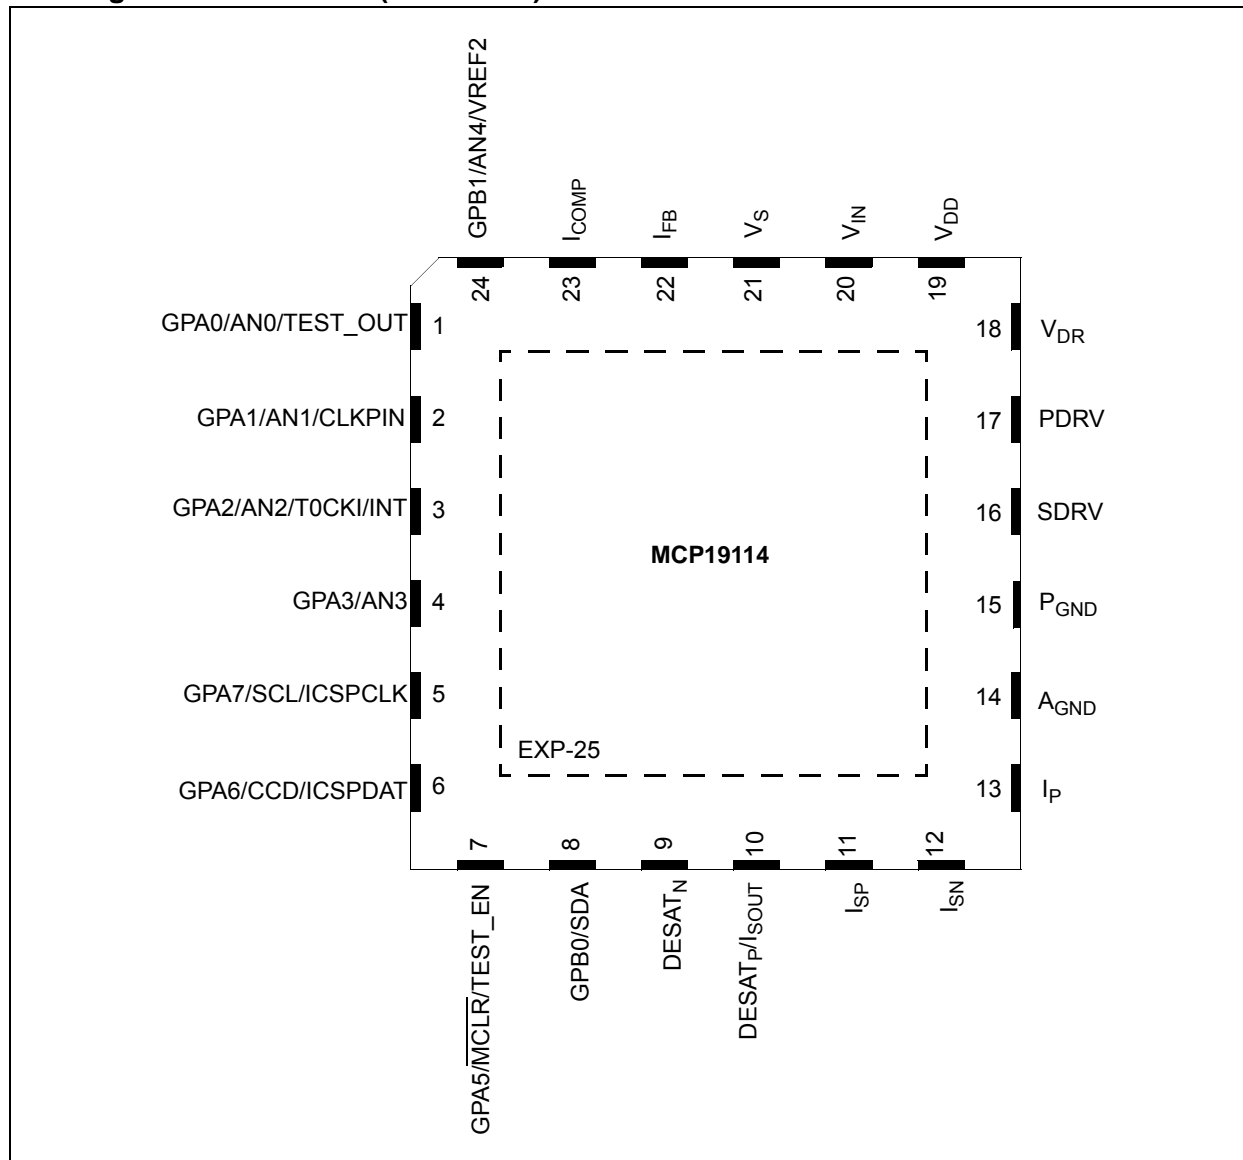 GPB1/AN4/VREF2
ICOMP
IFB
VS
VIN
VDD
24
23
22
21
20
19
GPA0/AN0/TEST_OUT 1
18 VDR
GPA1/AN1/CLKPIN 2
17 PDRV
GPA2/AN2/T0CKI/INT 3
16 SDRV
MCP19114
GPA3/AN3 4
15 PGND
GPA7/SCL/ICSPCLK 5
14 AGND
EXP-25
GPA6/CCD/ICSPDAT 6
13 IP
7
8
9
10
11
12
GPA5/MCLR/TEST_EN
GPB0/SDA
DESATN
DESATP/ISOUT
ISP
ISN